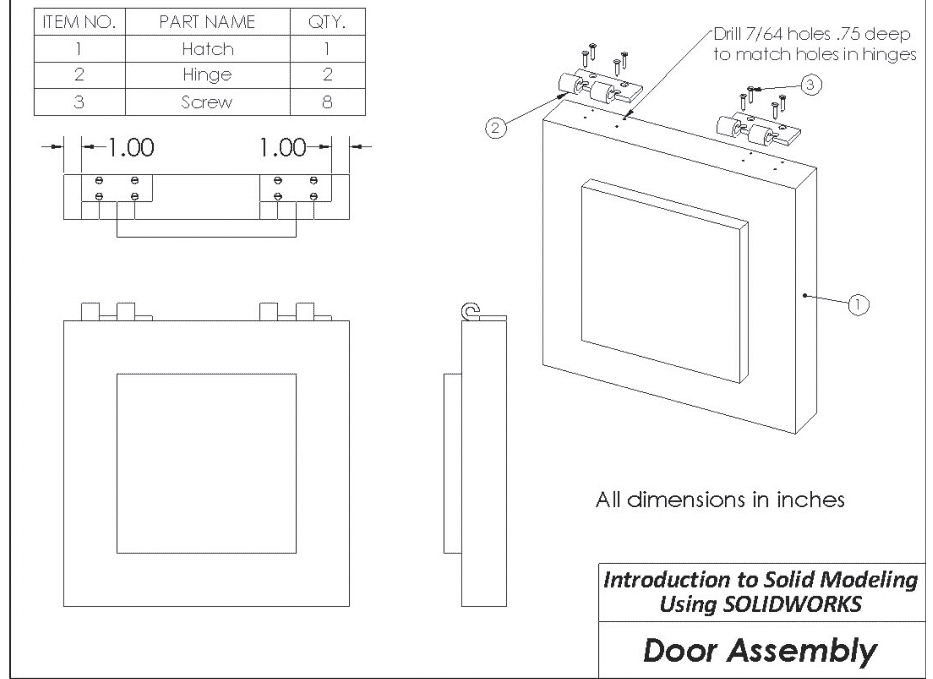 ITEM NO. PART NAME QTY.
1 Hatch 1
2 Hinge 2
3 Screw 8
1.00 1.00
Drill 7/64 holes .75 deep
to match holes in hinges
3
2
1
All dimensions in inches
Introduction to Solid Modeling
Using SOLIDWORKS
Door Assembly